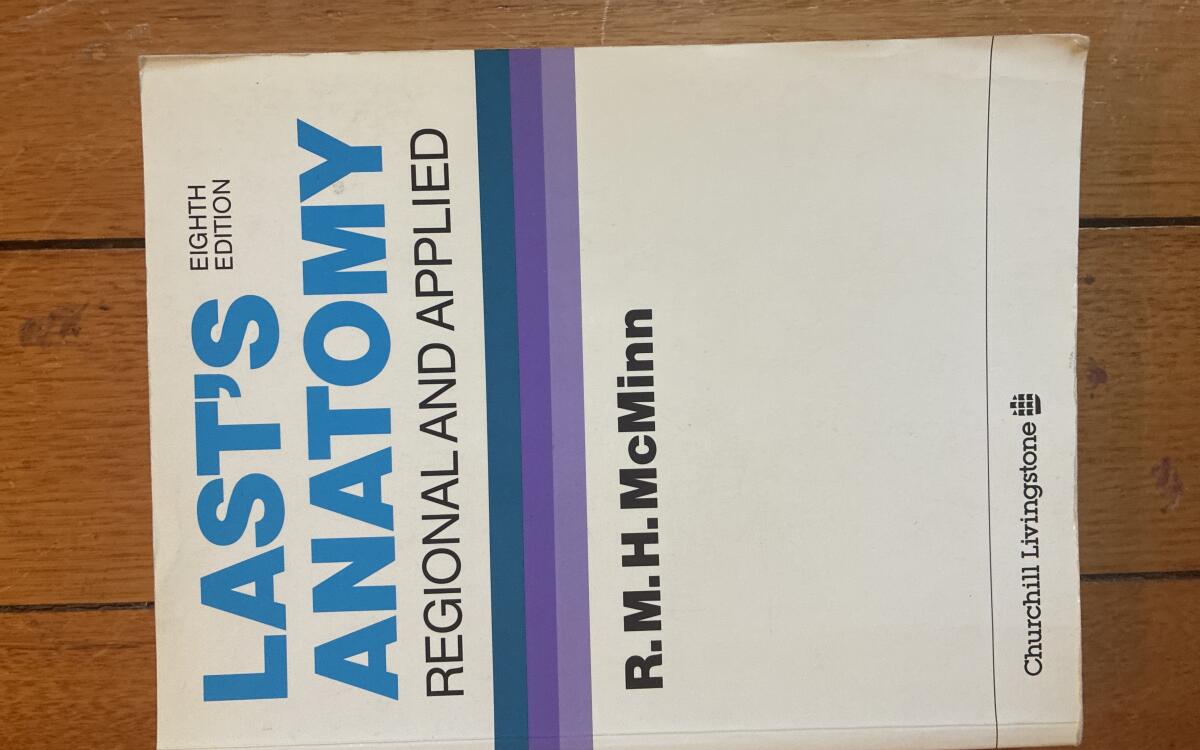 LAST'S
EIGHTH
EDITION
ANATOMY
REGIONAL AND APPLIED
R.M.H.McMinn
Churchill Livingstone